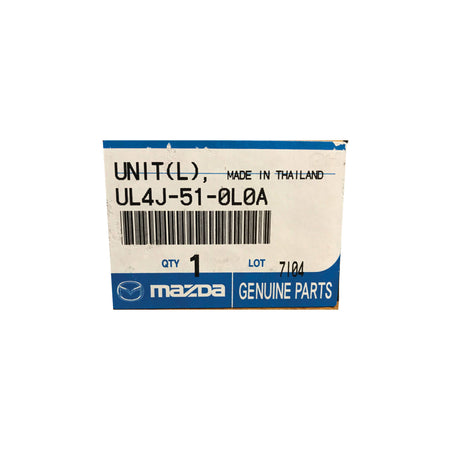 UNIT(L), MADE IN THAILAND
UL4J-51-0L0A
QTY 1 LOT 7104
mazda GENUINE PARTS